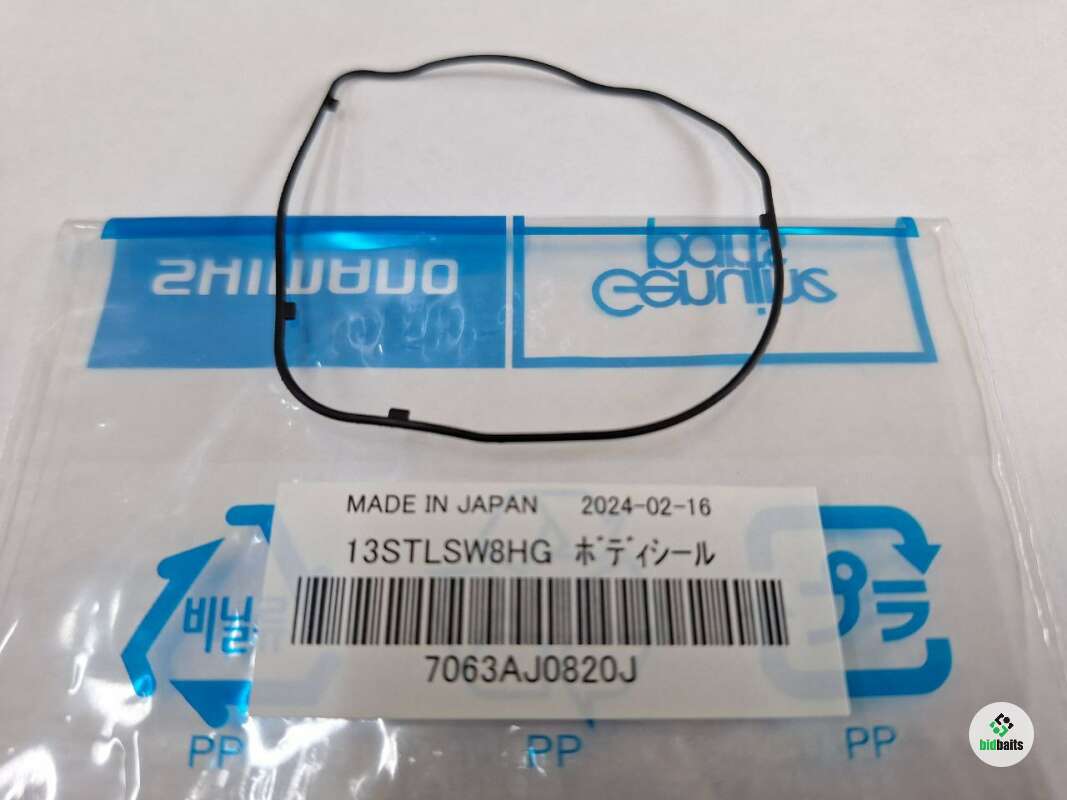 SHIMANO
Genuine
parts
MADE IN JAPAN 2024-02-16
13STLSW8HG ﾎﾞﾃﾞｨｼｰﾙ
7063AJ0820J
비닐류
プラ
PP
PP
PP
bidbaits